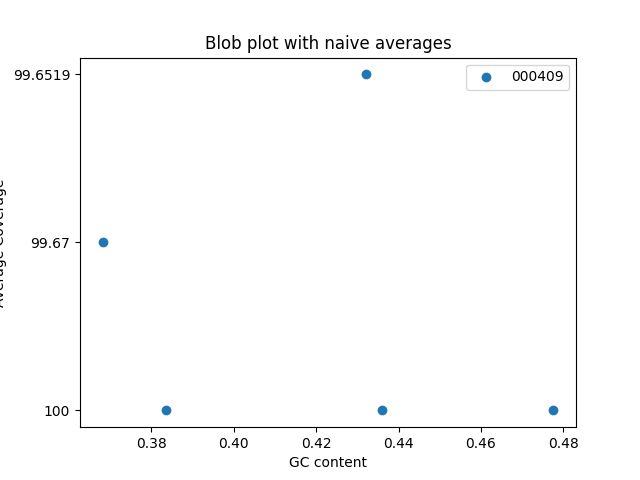 Blob plot with naive averages
000409
99.6519
99.67
100
Average Coverage
0.38 0.40 0.42 0.44 0.46 0.48
GC content